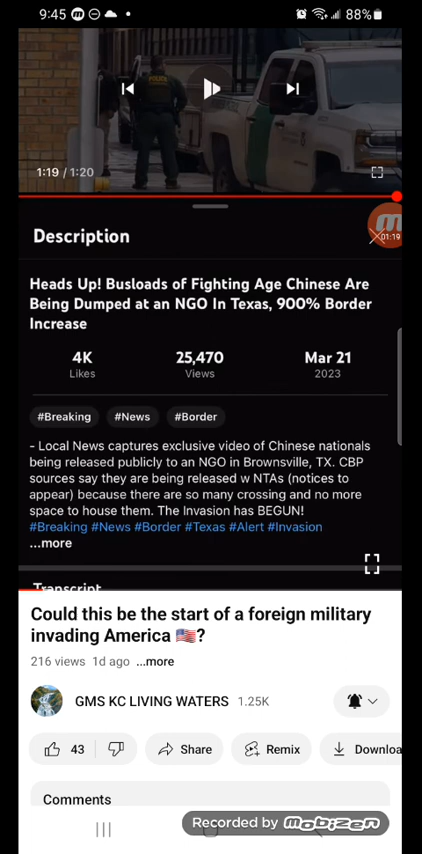 9:45
88%
1:19 / 1:20
01:19
Description
Heads Up! Busloads of Fighting Age Chinese Are
Being Dumped at an NGO In Texas, 900% Border
Increase
4K
25,470
Mar 21
Likes
Views
2023
#Breaking
#News
#Border
- Local News captures exclusive video of Chinese nationals
being released publicly to an NGO in Brownsville, TX. CBP
sources say they are being released w NTAs (notices to
appear) because there are so many crossing and no more
space to house them. The Invasion has BEGUN!
#Breaking #News #Border #Texas #Alert #Invasion
...more
Transcript
Could this be the start of a foreign military
invading America 🇺🇸?
216 views 1d ago ...more
GMS KC LIVING WATERS 1.25K
43
Share
Remix
Downloa
Comments
Recorded by mobizen